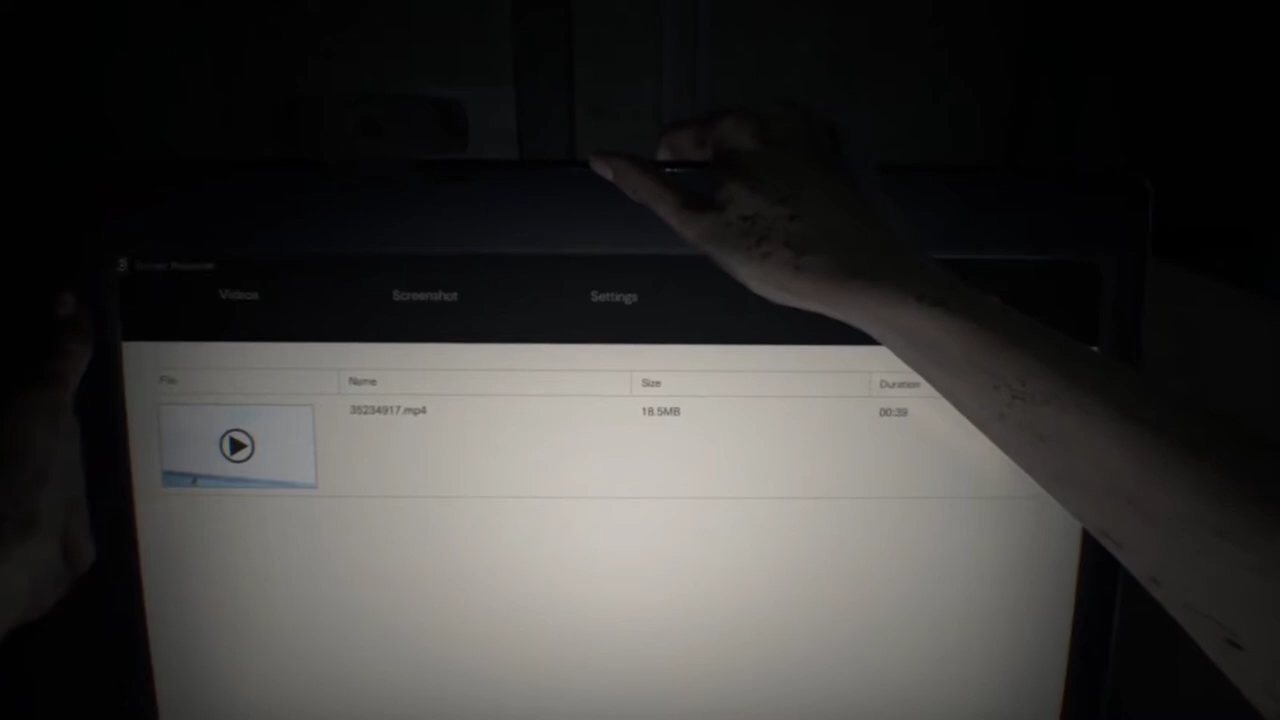 Videos Screenshot Settings
File Name Size Duration
35234917.mp4 18.5MB 00:39